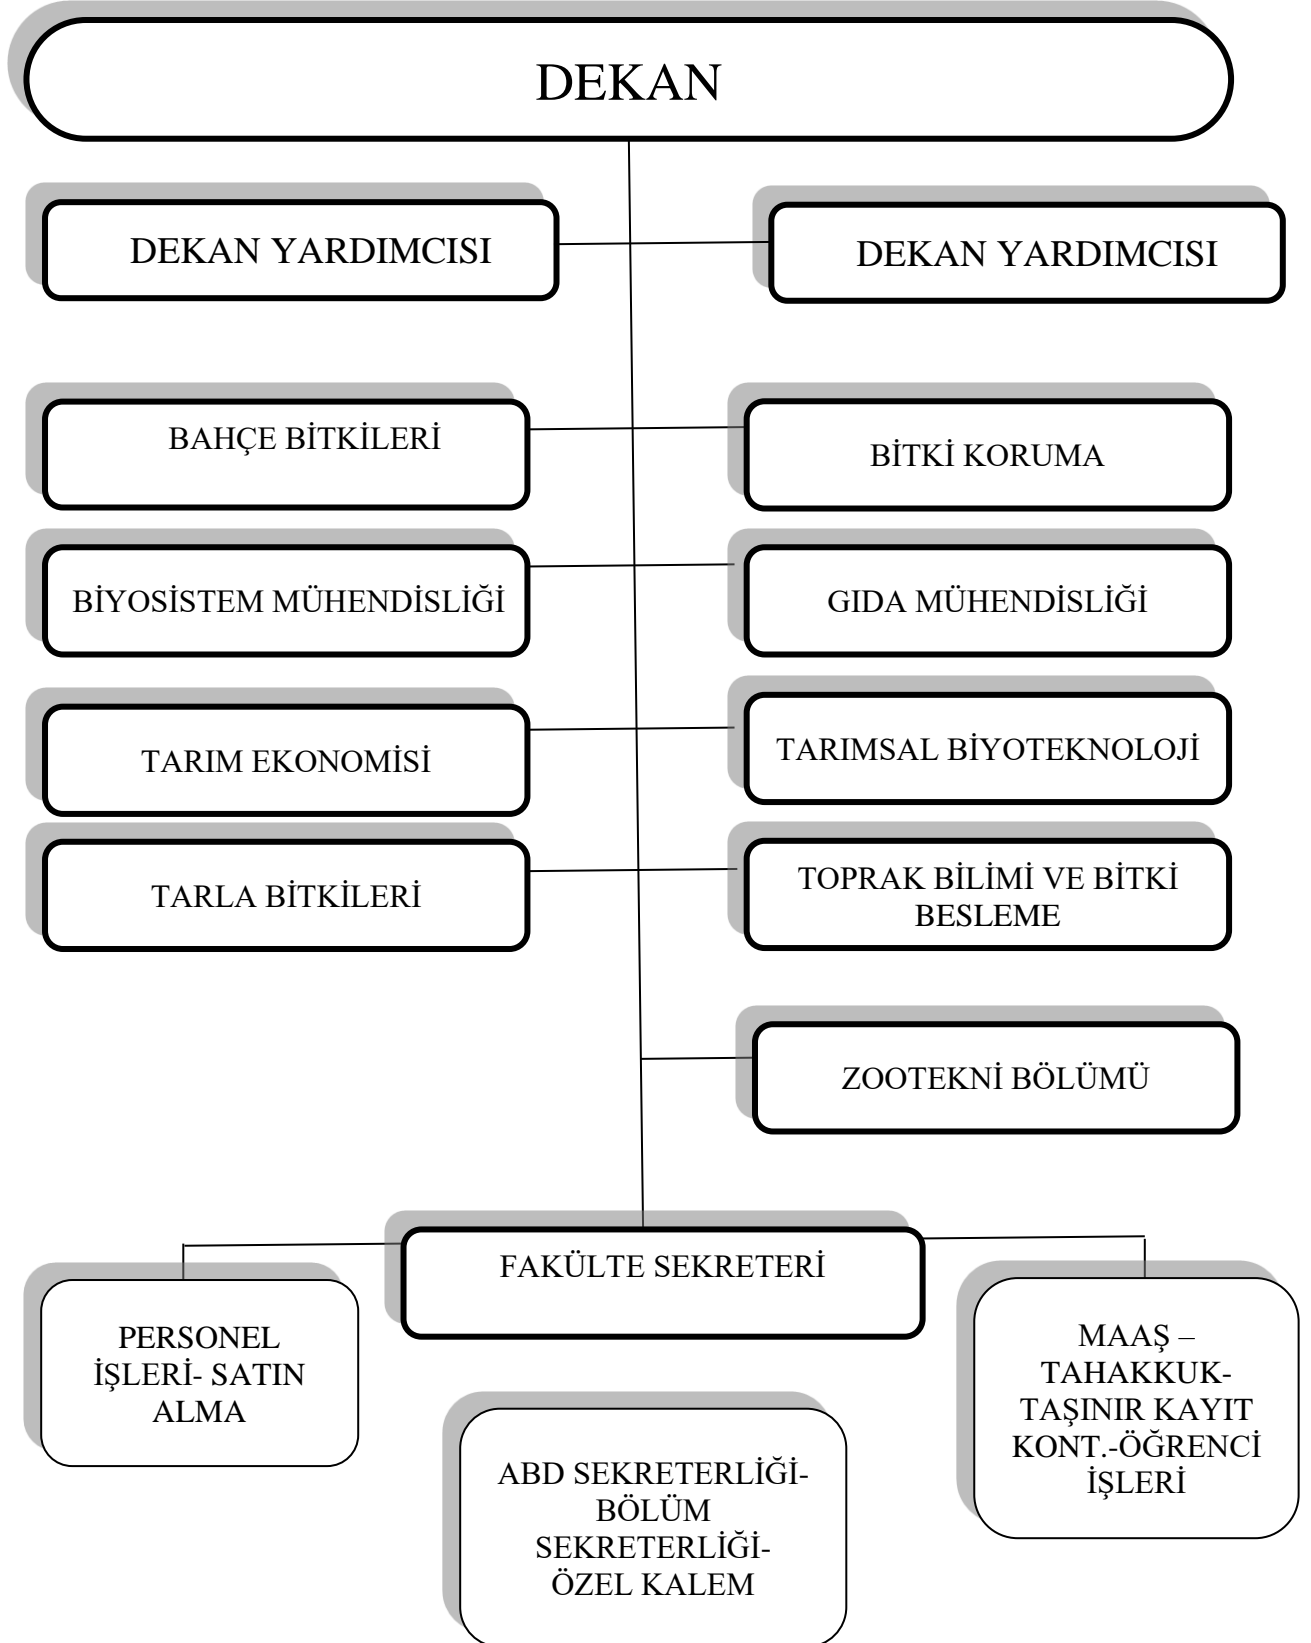 DEKAN
DEKAN YARDIMCISI
DEKAN YARDIMCISI
BAHÇE BİTKİLERİ
BİTKİ KORUMA
BİYOSİSTEM MÜHENDİSLİĞİ
GIDA MÜHENDİSLİĞİ
TARIM EKONOMİSİ
TARIMSAL BİYOTEKNOLOJİ
TARLA BİTKİLERİ
TOPRAK BİLİMİ VE BİTKİ
BESLEME
ZOOTEKNİ BÖLÜMÜ
FAKÜLTE SEKRETERİ
PERSONEL
İŞLERİ- SATIN
ALMA
MAAŞ –
TAHAKKUK-
TAŞINIR KAYIT
KONT.-ÖĞRENCİ
İŞLERİ
ABD SEKRETERLİĞİ-
BÖLÜM
SEKRETERLİĞİ-
ÖZEL KALEM